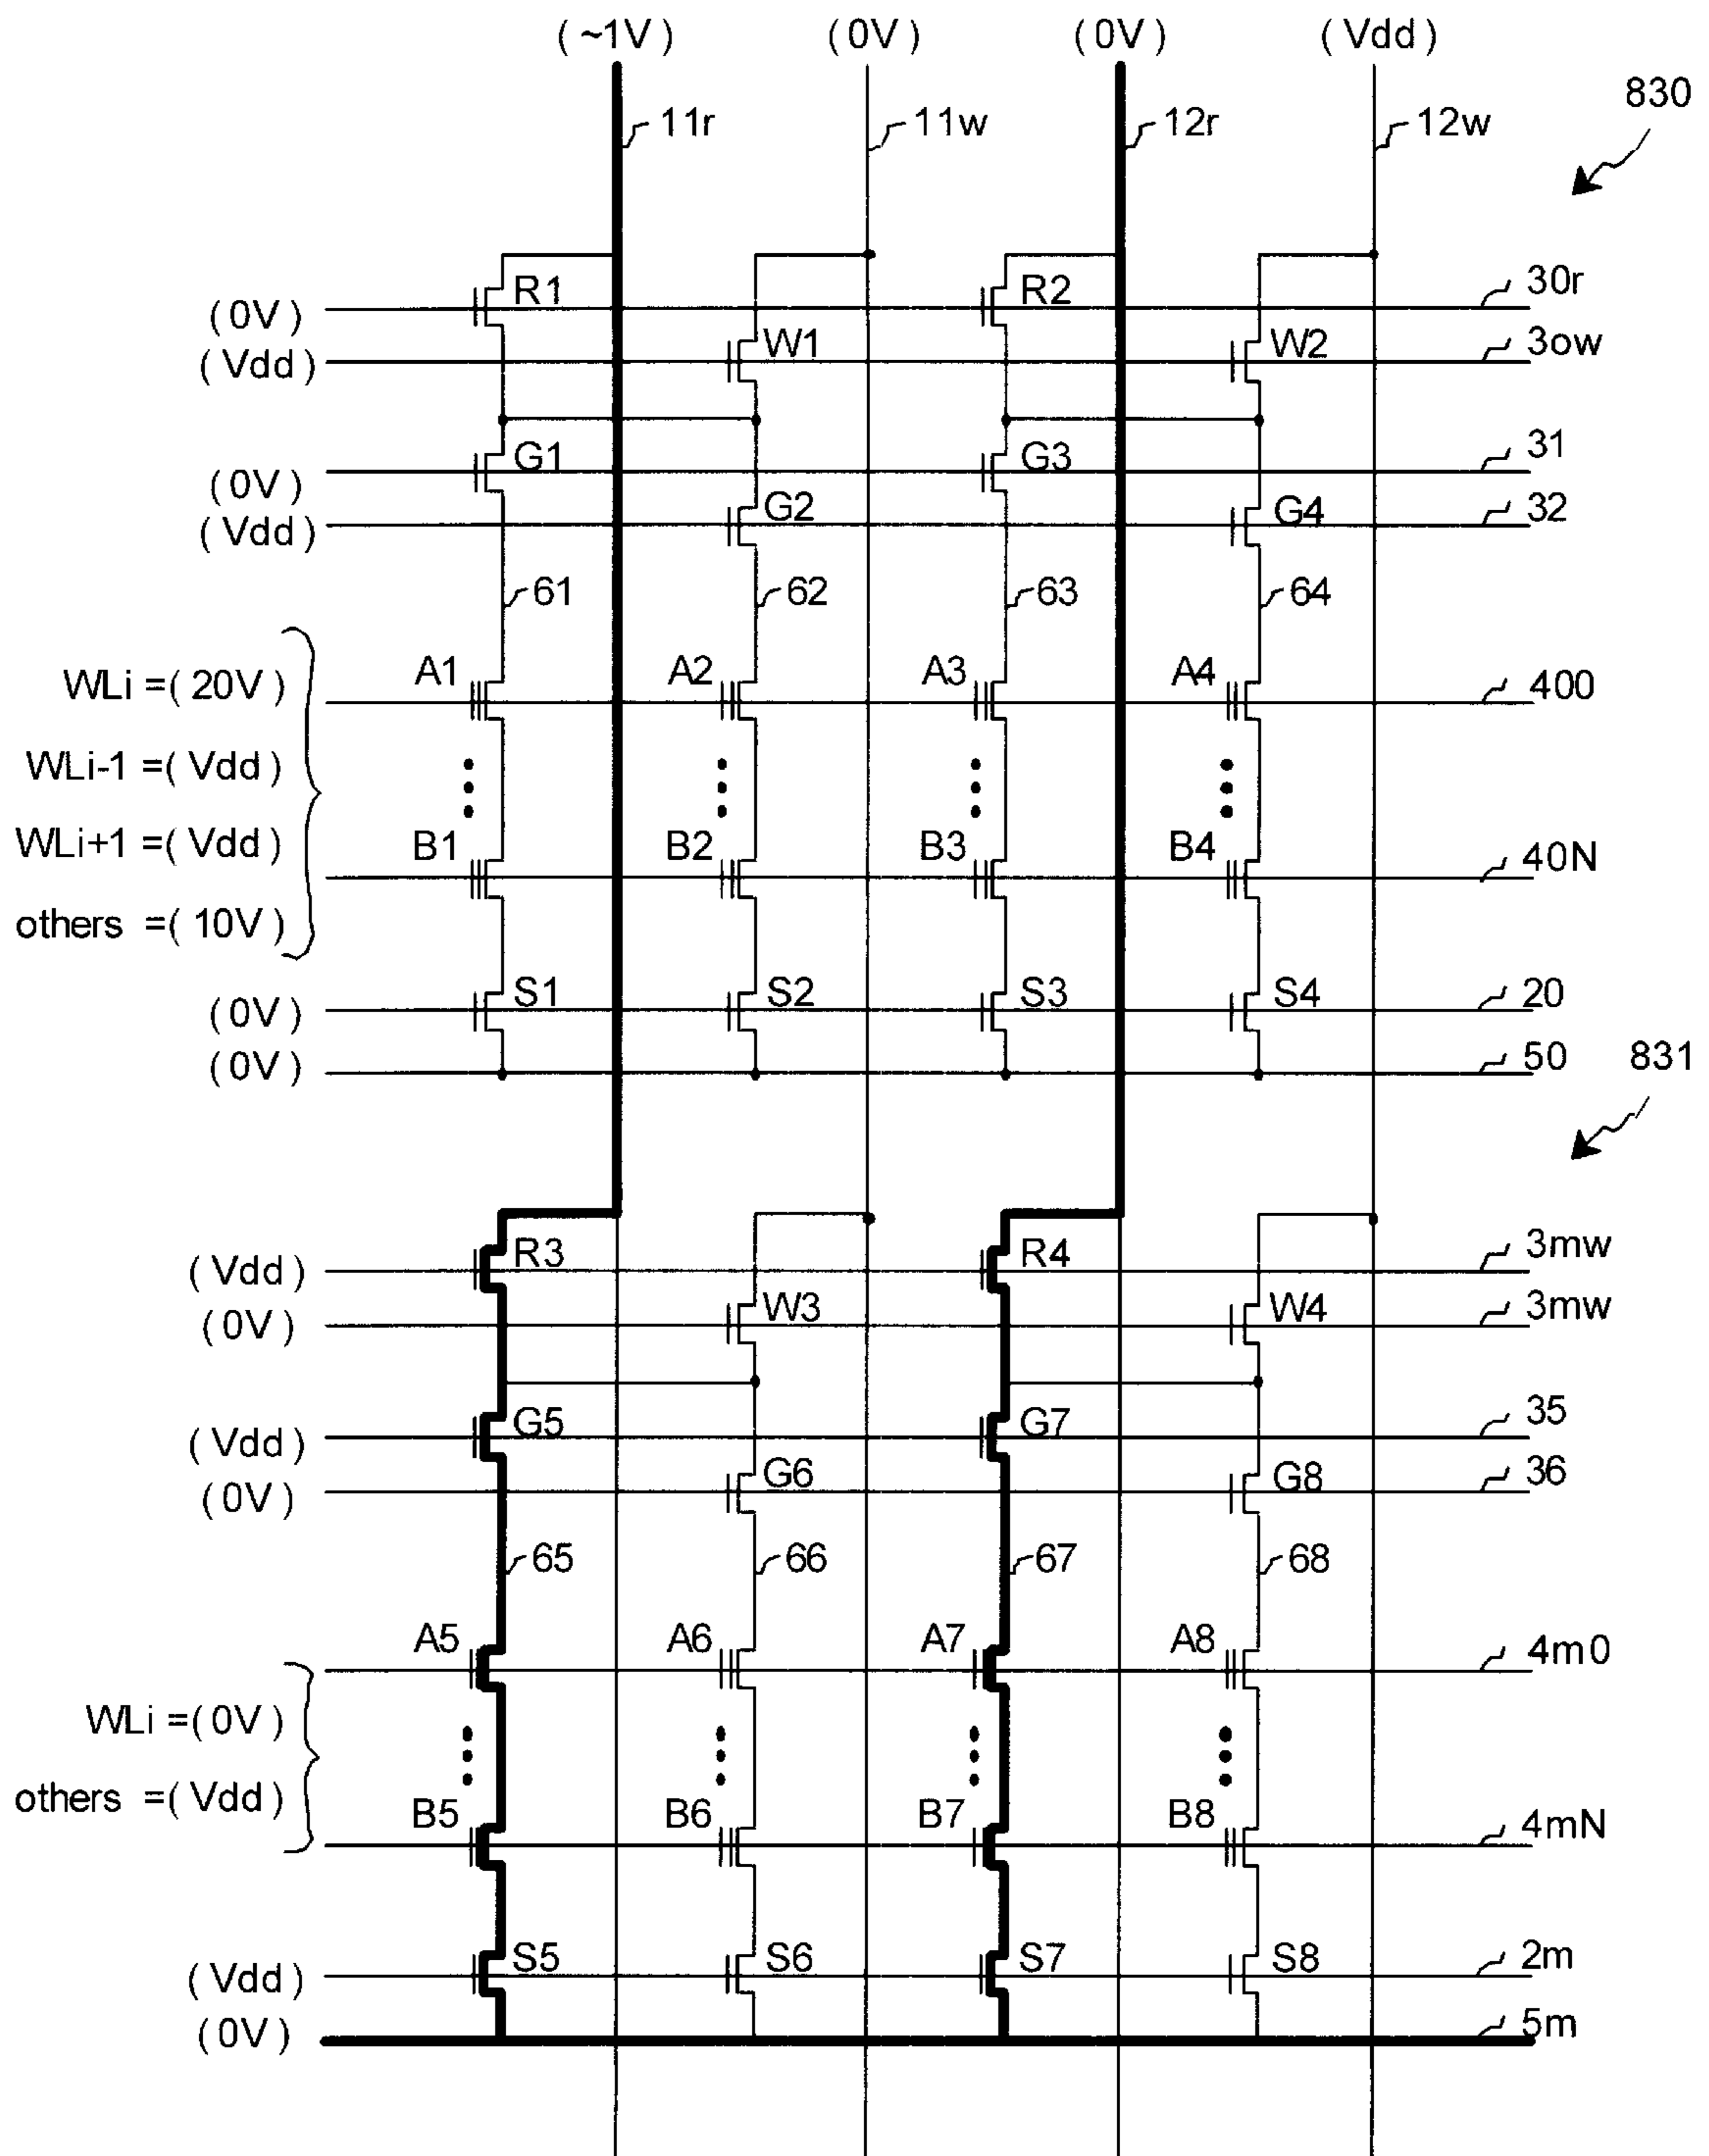 (~1V) (0V) (0V) (Vdd)
830
11r 11w 12r 12w
R1 R2 30r
(0V)
W1 W2 3ow
(Vdd)
G1 G3 31
(0V)
G2 G4 32
(Vdd)
61 62 63 64
WLi =(20V) A1 A2 A3 A4 400
WLi-1 =(Vdd)
WLi+1 =(Vdd) B1 B2 B3 B4 40N
others =(10V)
(0V) S1 S2 S3 S4 20
(0V) 50 831
(Vdd) R3 R4 3mw
(0V) W3 W4 3mw
(Vdd) G5 G7 35
(0V) G6 G8 36
65 66 67 68
A5 A6 A7 A8 4m0
WLi =(0V)
others =(Vdd) B5 B6 B7 B8 4mN
(Vdd) S5 S6 S7 S8 2m
(0V) 5m